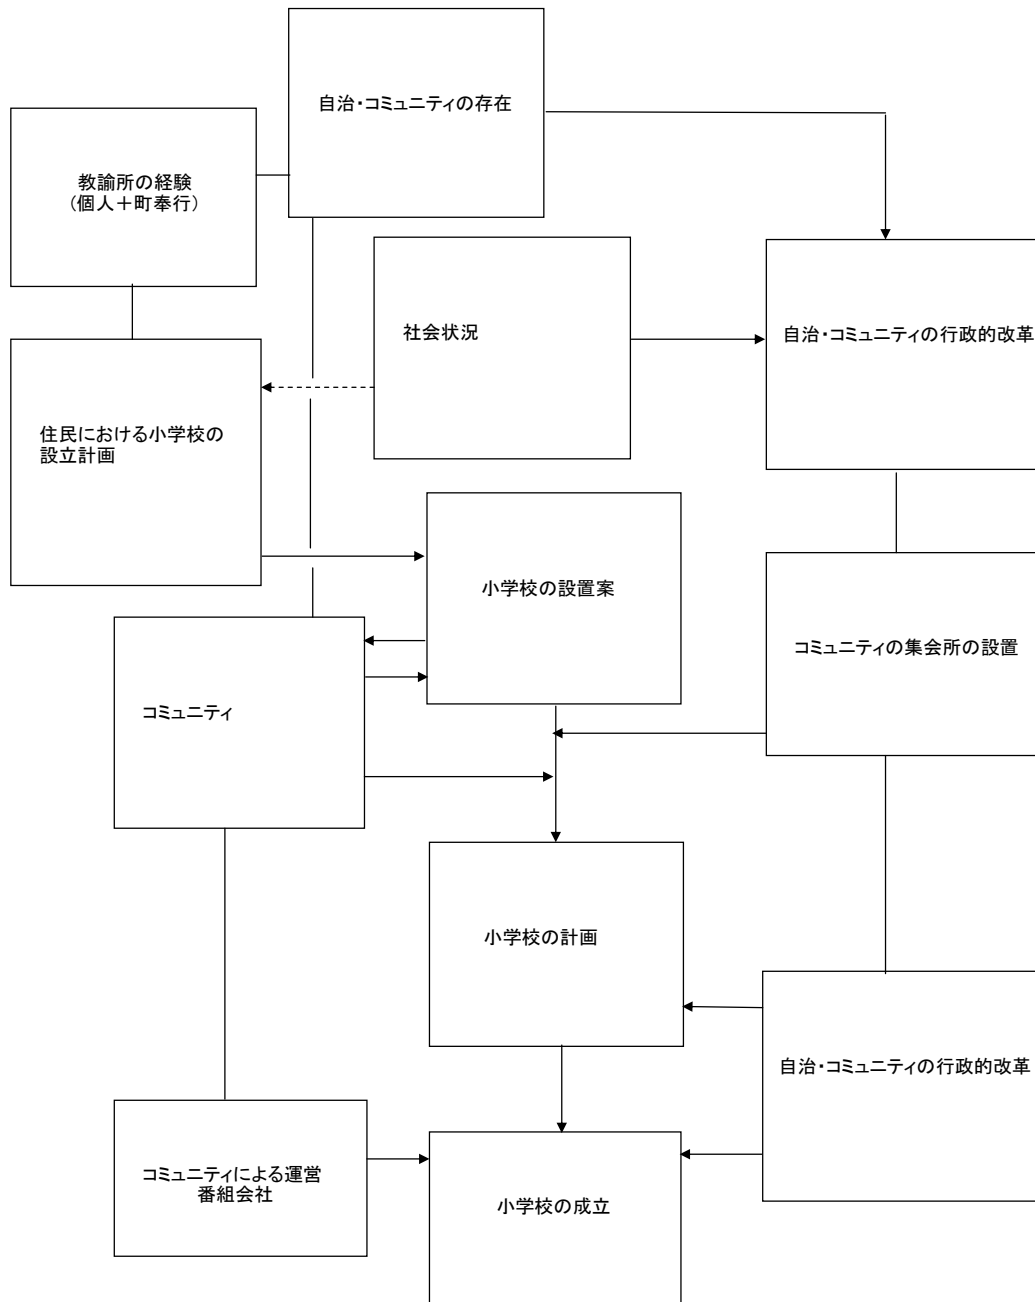 自治・コミュニティの存在
教諭所の経験
(個人＋町奉行)
社会状況
自治・コミュニティの行政的改革
住民における小学校の
設立計画
小学校の設置案
コミュニティの集会所の設置
コミュニティ
小学校の計画
自治・コミュニティの行政的改革
コミュニティによる運営
番組会社
小学校の成立